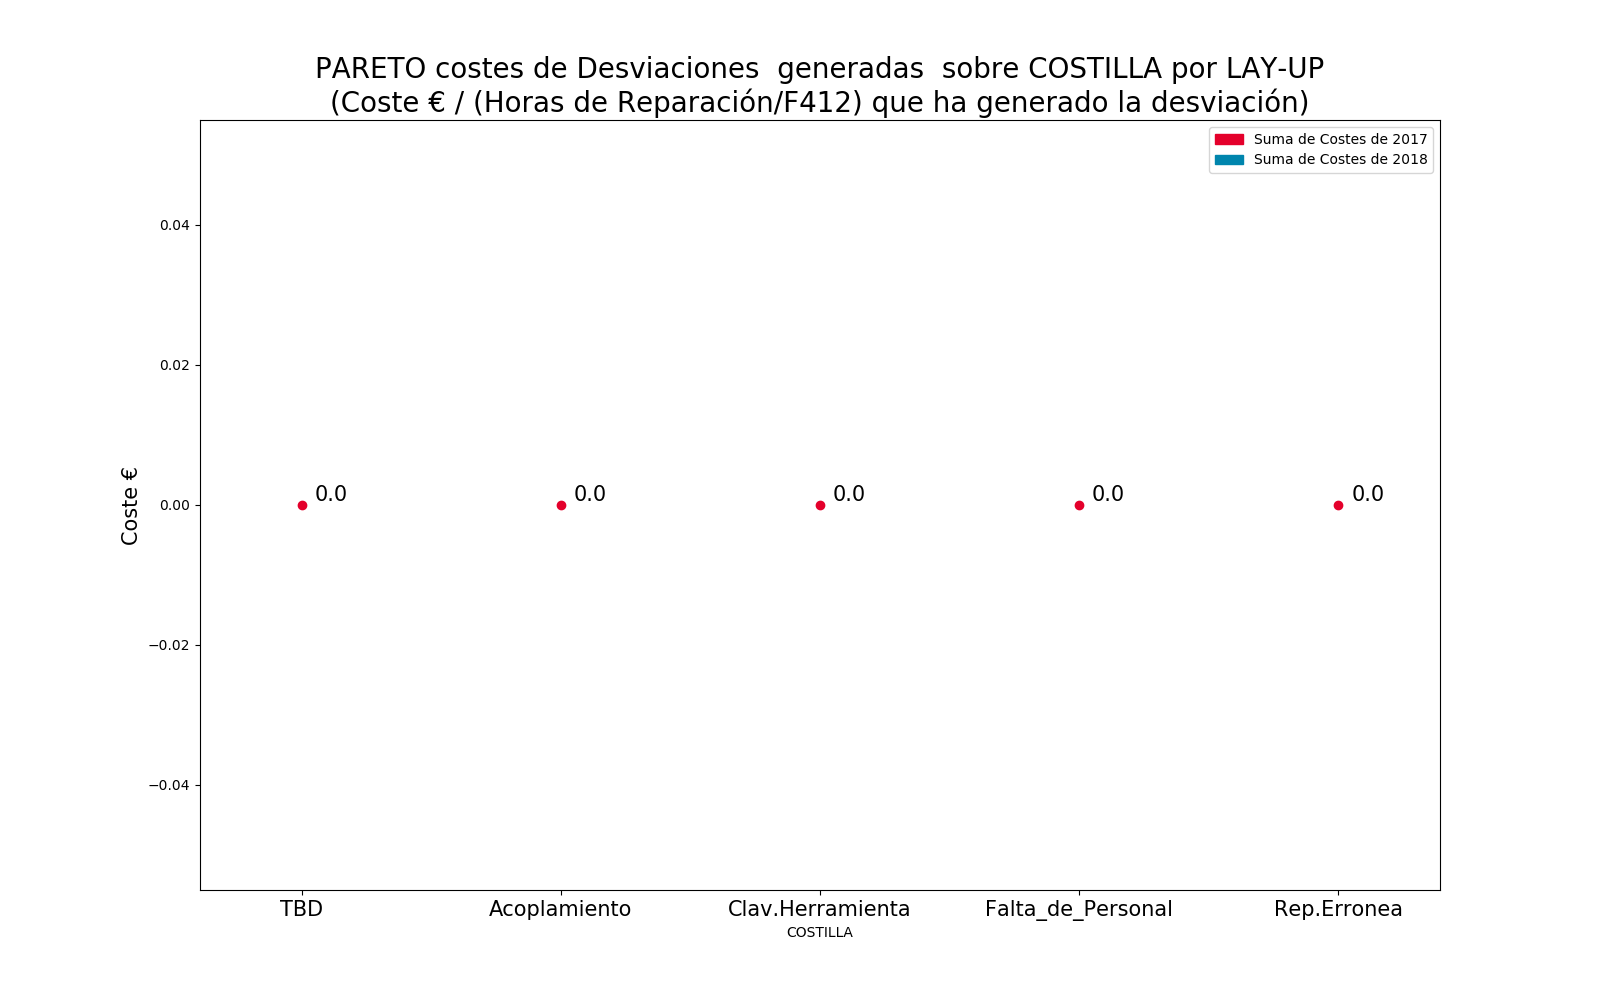 PARETO costes de Desviaciones  generadas  sobre COSTILLA por LAY-UP
(Coste € / (Horas de Reparación/F412) que ha generado la desviación)
Suma de Costes de 2017
Suma de Costes de 2018
0.04
0.02
0.00
−0.02
−0.04
Coste €
0.0
0.0
0.0
0.0
0.0
TBD
Acoplamiento
Clav.Herramienta
Falta_de_Personal
Rep.Erronea
COSTILLA